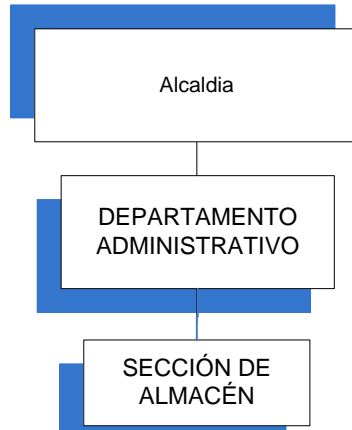 Alcaldia
DEPARTAMENTO
ADMINISTRATIVO
SECCIÓN DE
ALMACÉN